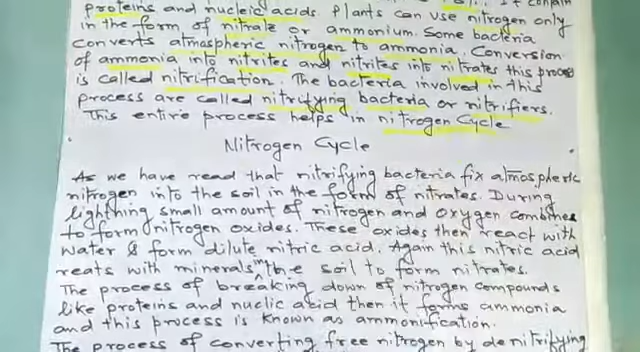 proteins and nucleic acids. Plants can use nitrogen only
in the form of nitrate or ammonium. Some bacteria
converts atmospheric nitrogen to ammonia. Conversion
of ammonia into nitrites and nitrites into nitrates this process
is called nitrification. The bacteria involved in this
process are called nitrifying bacteria or nitrifiers.
This entire process helps in nitrogen Cycle
Nitrogen Cycle
As we have read that nitrifying bacteria fix atmospheric
nitrogen into the soil in the form of nitrates. During
lightning small amount of nitrogen and oxygen combines
to form nitrogen oxides. These oxides then react with
water & form dilute nitric acid. Again this nitric acid
reats with minerals in the soil to form nitrates.
The process of breaking down of nitrogen compounds
like proteins and nuclic acid then it forms ammonia
and this process is known as ammonification.
The process of converting free nitrogen by denitrifying